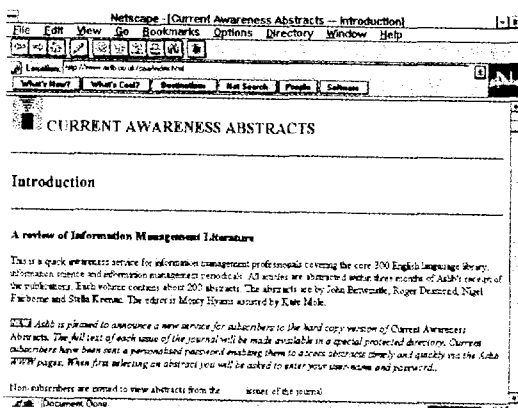 Netscape - [Current Awareness Abstracts -- Introduction]
File Edit View Go Bookmarks Options Directory Window Help
Location:
What's New? What's Cool? Destinations Net Search People Software
CURRENT AWARENESS ABSTRACTS
Introduction
A review of Information Management Literature
This is a quick awareness service for information management professionals covering the core 300 English language library,
information science and information management periodicals. All articles are abstracted within three months of Aslib's receipt of
the publications. Each volume contains about 200 abstracts. The abstracts are by John Roger Nigel
and Stella Keenan. The editor is Hyams assisted by Kate Mole.
Aslib is pleased to announce a new service for subscribers to the hard copy version of Current Awareness
Abstracts. The full text of each issue of the journal will be made available in a special protected directory. Current
subscribers have been sent a personalised password enabling them to access abstracts simply and quickly via the Aslib
WWW pages. When first selecting an abstract you will be asked to enter your user-name and password..
Non-subscribers are invited to view abstracts from the issues of the journal
Document Done